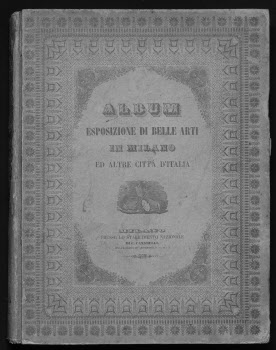 ALBUM
ESPOSIZIONE DI BELLE ARTI
IN MILANO
ED ALTRE CITTÀ D'ITALIA
MILANO